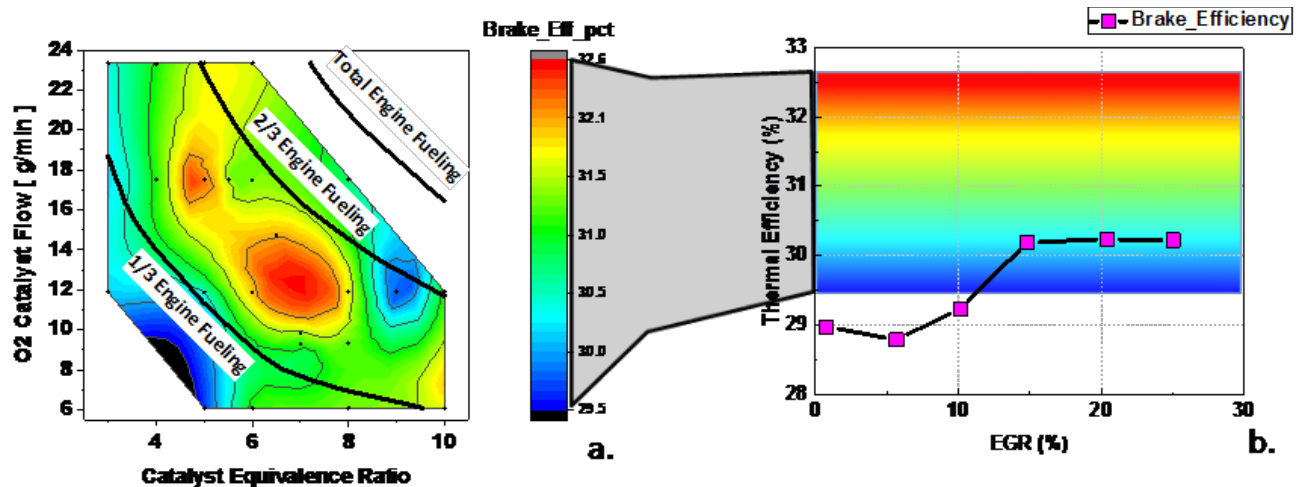 Brake_Efficiency
Brake_Eff_pct
O2 Catalyst Flow [ g/min ]
24
22
20
18
16
14
12
10
8
6
4
6
8
10
Catalyst Equivalence Ratio
Total Engine Fueling
2/3 Engine Fueling
1/3 Engine Fueling
32.6
32.1
31.6
31.0
30.5
30.0
29.5
a.
Thermal Efficiency (%)
33
32
31
30
29
28
0
10
20
30
EGR (%)
b.